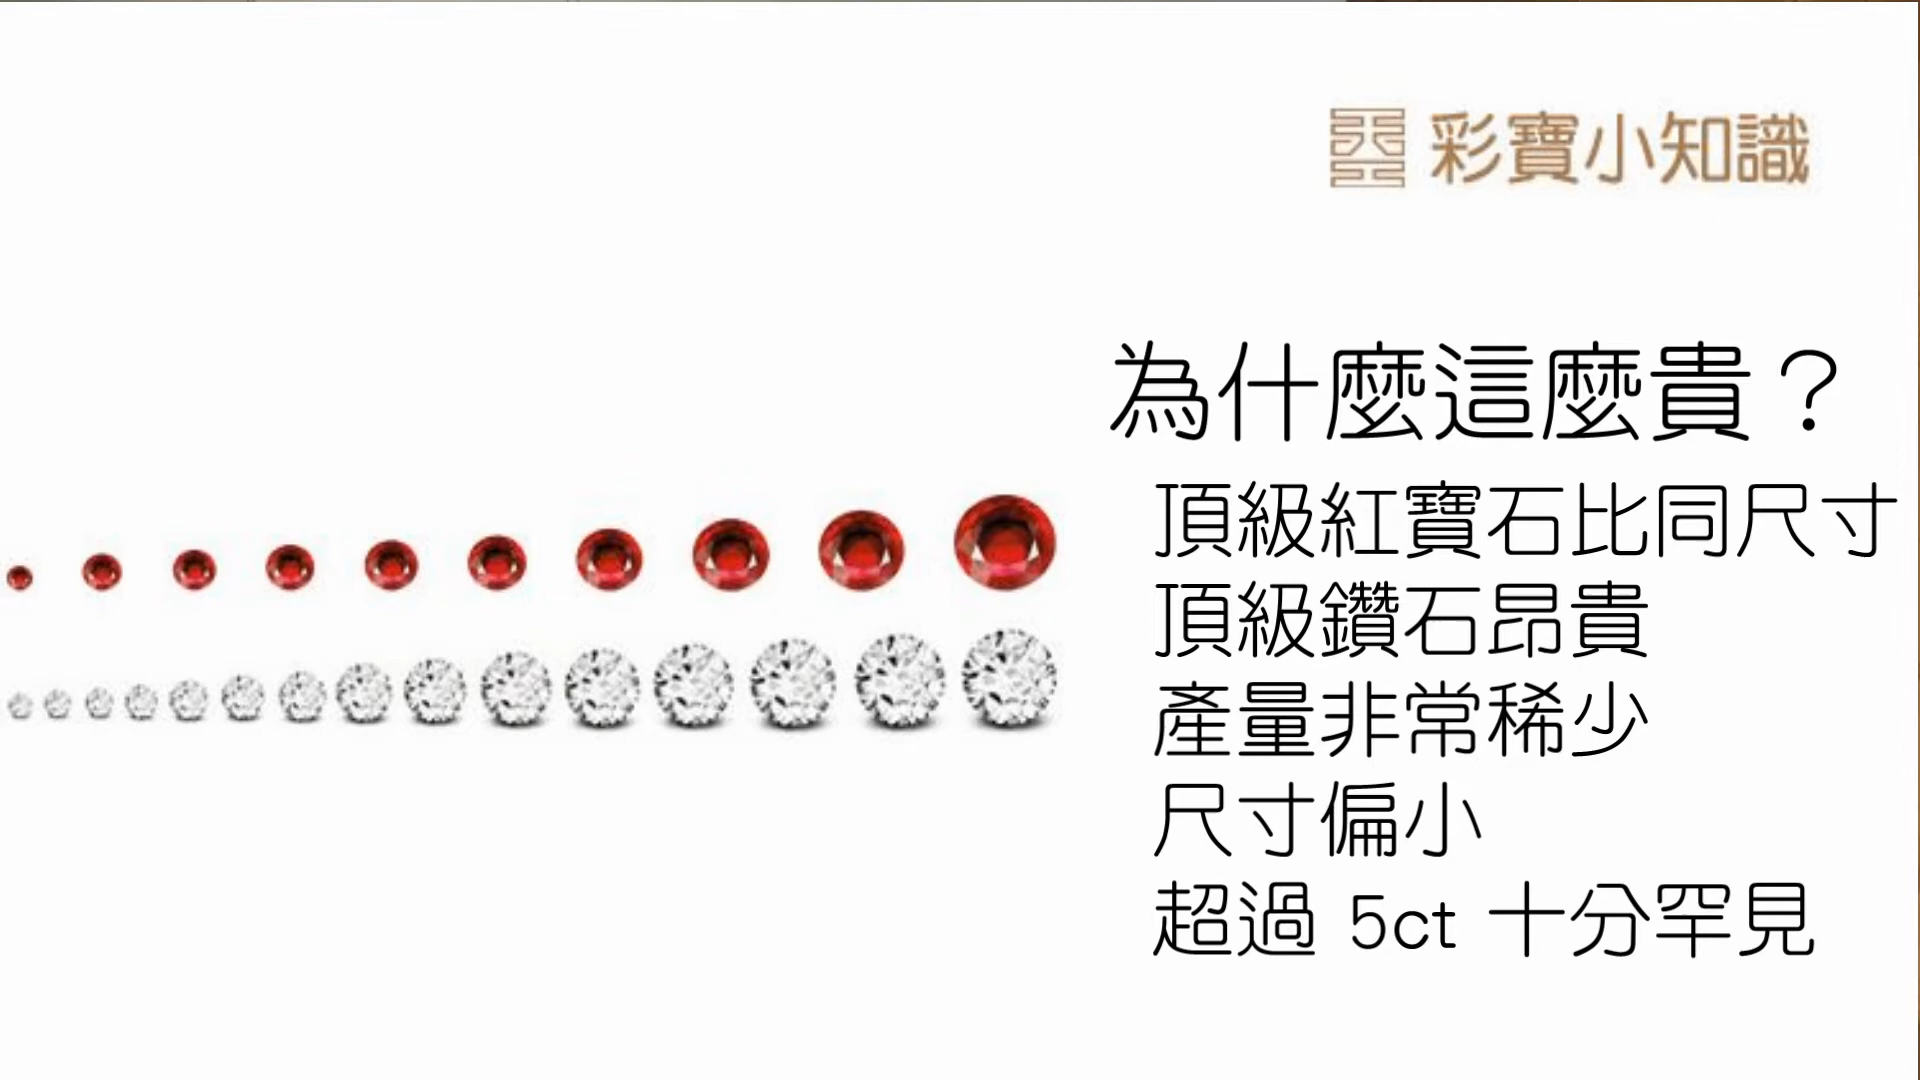 彩寶小知識
為什麼這麼貴？
頂級紅寶石比同尺寸
頂級鑽石昂貴
產量非常稀少
尺寸偏小
超過 5ct 十分罕見